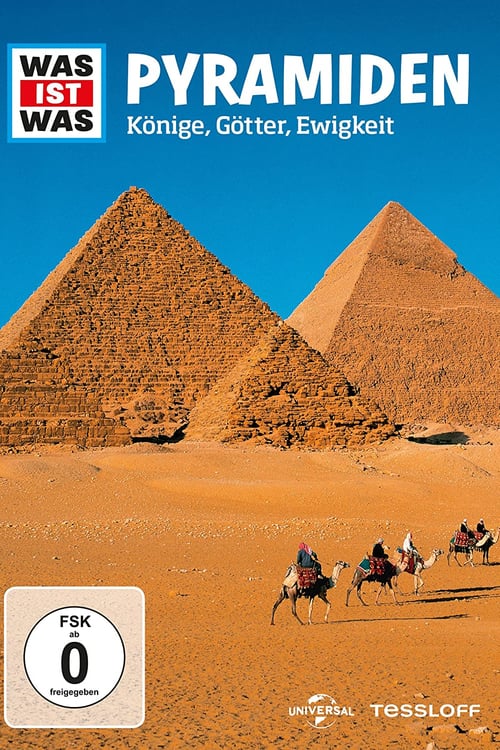 WAS
IST
WAS
PYRAMIDEN
Könige, Götter, Ewigkeit
FSK
ab
0
freigegeben
UNIVERSAL
TESSLOFF